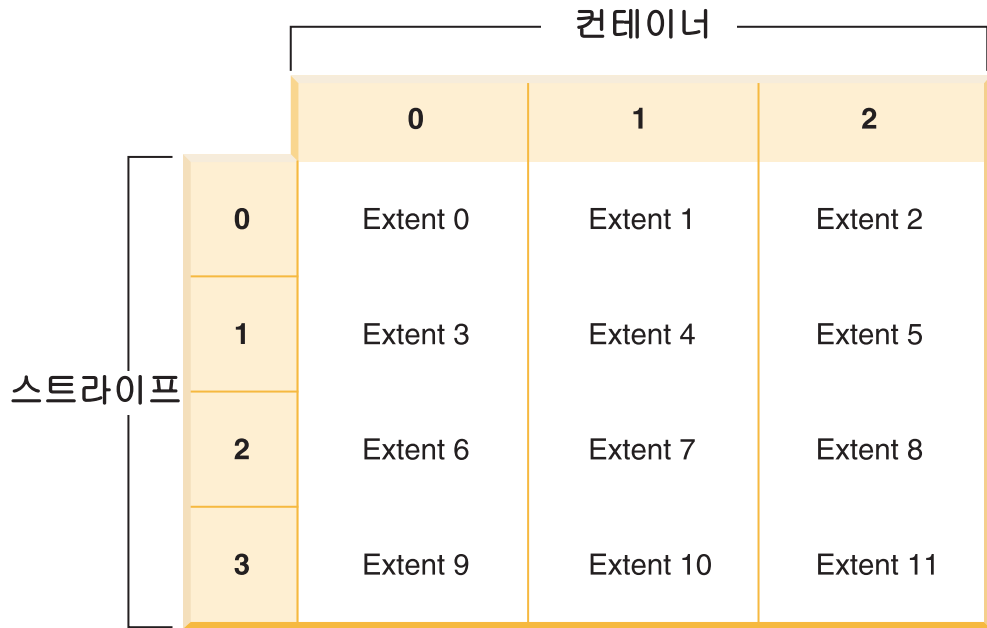 컨테이너
0 1 2
0 Extent 0 Extent 1 Extent 2
1 Extent 3 Extent 4 Extent 5
스트라이프
2 Extent 6 Extent 7 Extent 8
3 Extent 9 Extent 10 Extent 11